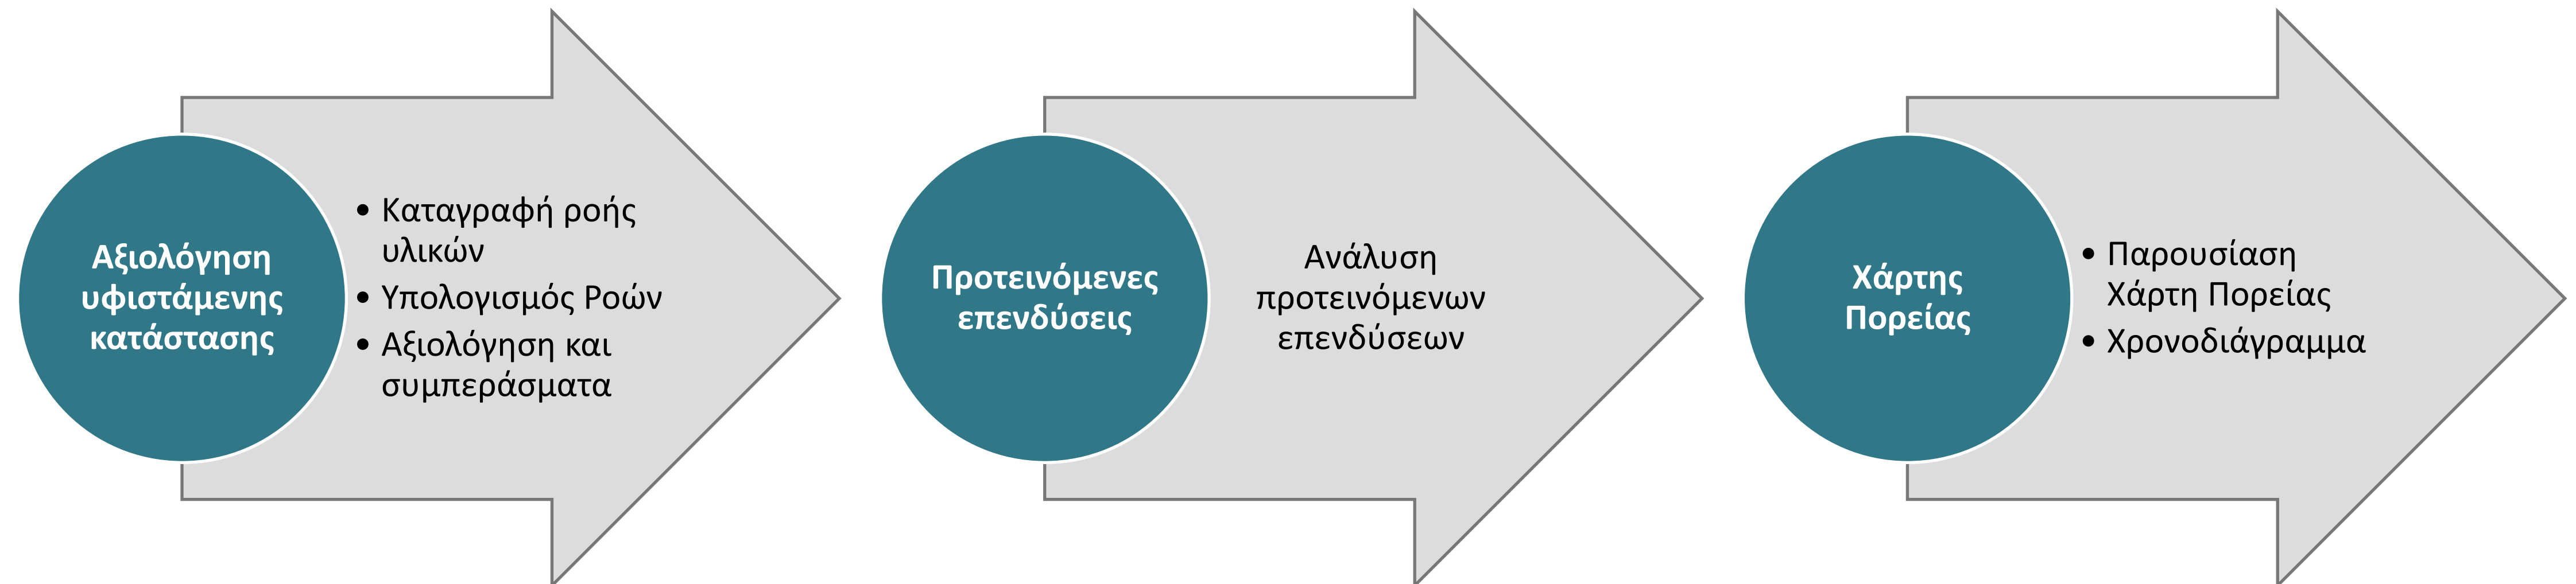 Αξιολόγηση
υφιστάμενης
κατάστασης
• Καταγραφή ροής
υλικών
• Υπολογισμός Ροών
• Αξιολόγηση και
συμπεράσματα
Προτεινόμενες
επενδύσεις
Ανάλυση
προτεινόμενων
επενδύσεων
Χάρτης
Πορείας
• Παρουσίαση
Χάρτη Πορείας
• Χρονοδιάγραμμα